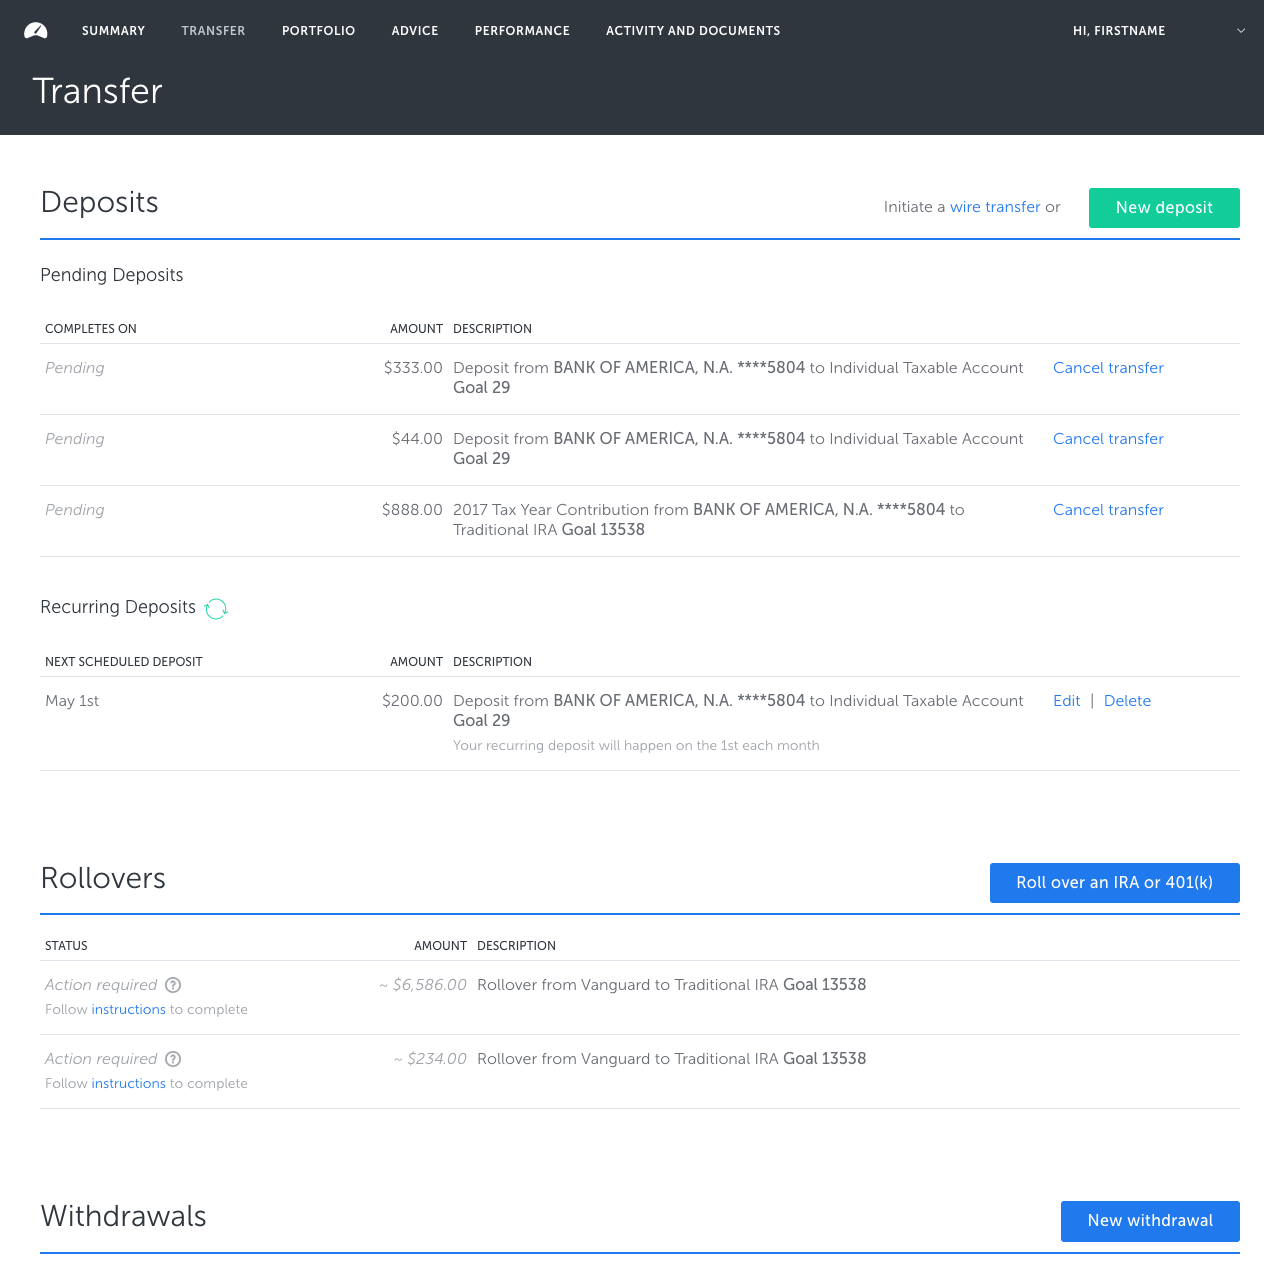 SUMMARY TRANSFER PORTFOLIO ADVICE PERFORMANCE ACTIVITY AND DOCUMENTS HI, FIRSTNAME
Transfer
Deposits
Initiate a wire transfer or New deposit
Pending Deposits
COMPLETES ON AMOUNT DESCRIPTION
Pending $333.00 Deposit from BANK OF AMERICA, N.A. ****5804 to Individual Taxable Account Cancel transfer
Goal 29
Pending $44.00 Deposit from BANK OF AMERICA, N.A. ****5804 to Individual Taxable Account Cancel transfer
Goal 29
Pending $888.00 2017 Tax Year Contribution from BANK OF AMERICA, N.A. ****5804 to Cancel transfer
Traditional IRA Goal 13538
Recurring Deposits
NEXT SCHEDULED DEPOSIT AMOUNT DESCRIPTION
May 1st $200.00 Deposit from BANK OF AMERICA, N.A. ****5804 to Individual Taxable Account Edit | Delete
Goal 29
Your recurring deposit will happen on the 1st each month
Rollovers Roll over an IRA or 401(k)
STATUS AMOUNT DESCRIPTION
Action required ? ~ $6,586.00 Rollover from Vanguard to Traditional IRA Goal 13538
Follow instructions to complete
Action required ? ~ $234.00 Rollover from Vanguard to Traditional IRA Goal 13538
Follow instructions to complete
Withdrawals New withdrawal